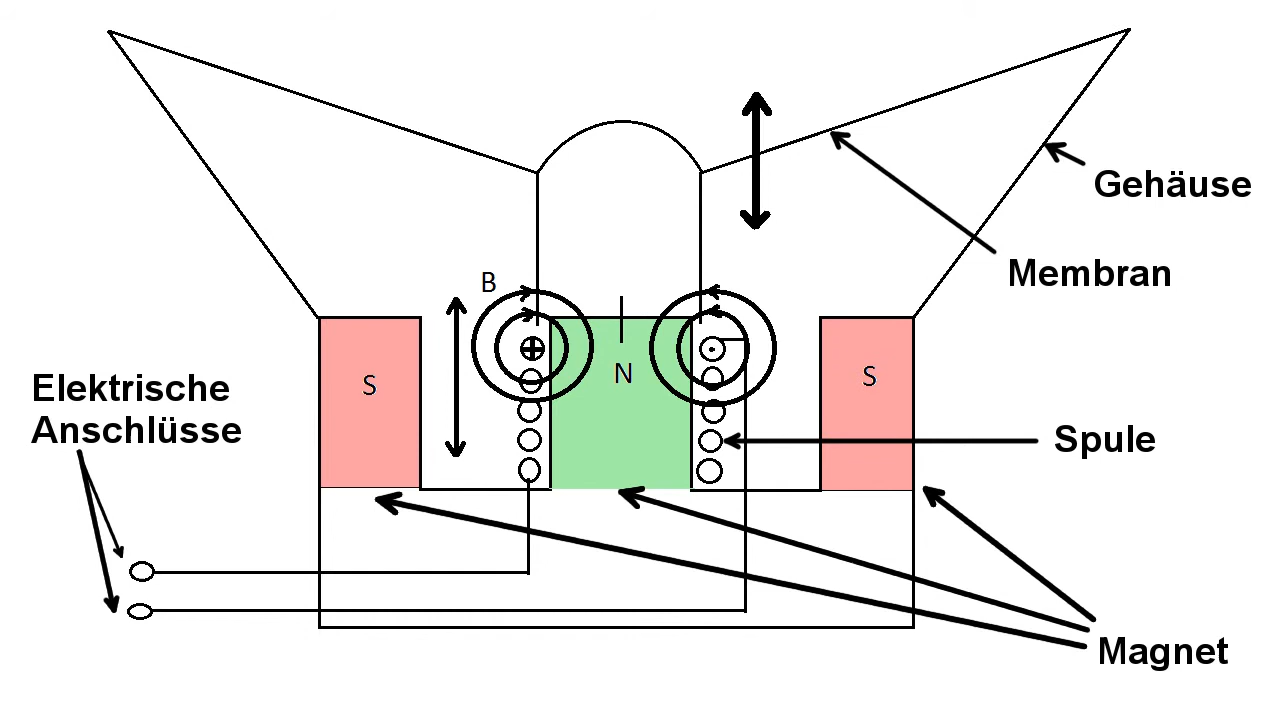 Gehäuse
Membran
B
S
N
S
Elektrische
Anschlüsse
Spule
Magnet